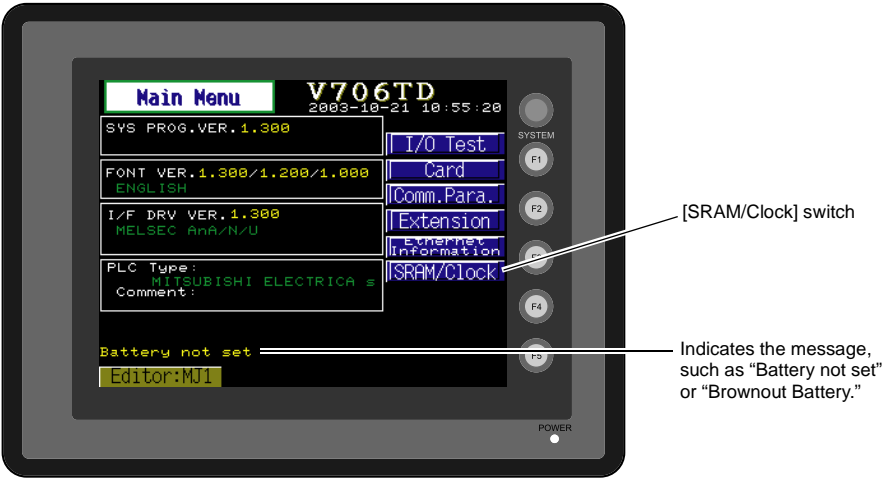 Main Menu
V706TD
2003-10-21 10:55:20
SYS PROG.VER.1.300
FONT VER.1.300/1.200/1.000
ENGLISH
I/F DRV VER.1.300
MELSEC AnA/N/U
PLC Type:
MITSUBISHI ELECTRICA s
Comment:
I/O Test
Card
Comm.Para.
Extension
Ethernet
Information
SRAM/Clock
Battery not set
Editor:MJ1
SYSTEM
F1
F2
F4
F5
POWER
[SRAM/Clock] switch
Indicates the message,
such as “Battery not set”
or “Brownout Battery.”